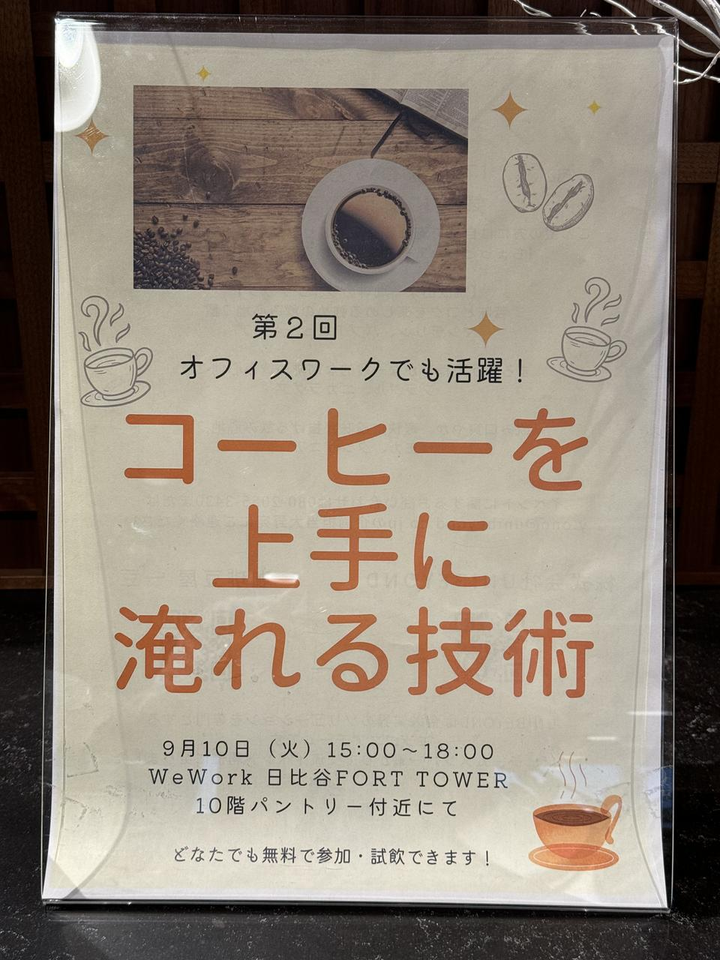 第２回
オフィスワークでも活躍！
コーヒーを
上手に
淹れる技術
9月10日（火）15:00～18:00
WeWork 日比谷FORT TOWER
10階パントリー付近にて
どなたでも無料で参加・試飲できます！